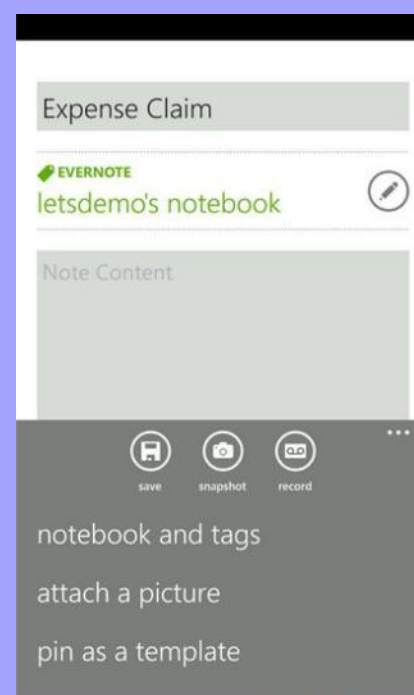 Expense Claim
EVERNOTE
letsdemo's notebook
Note Content
save snapshot record
notebook and tags
attach a picture
pin as a template